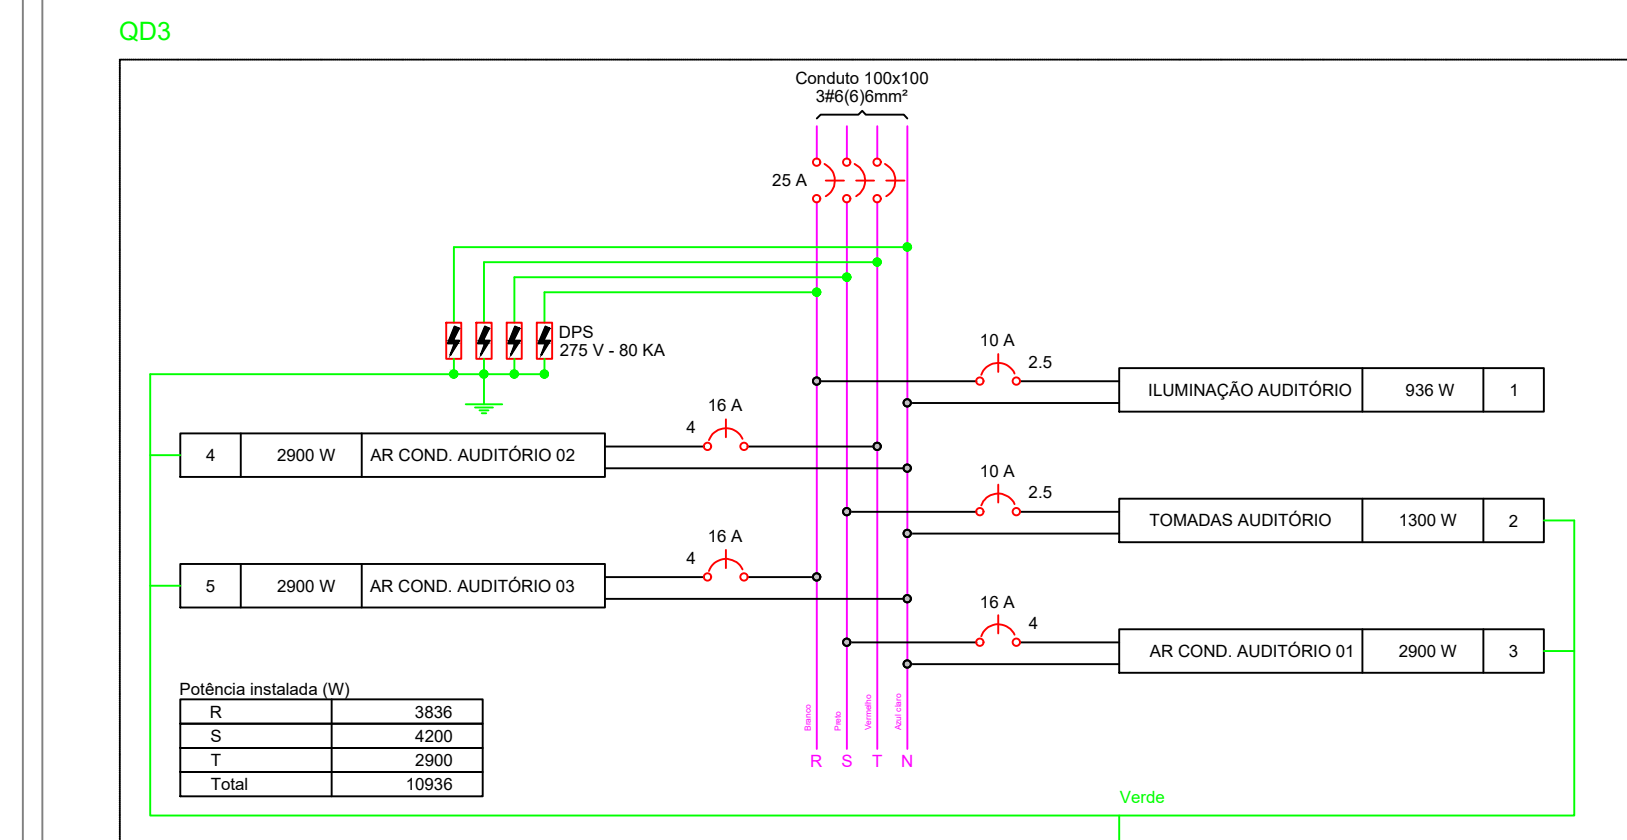 QD3
Conduto 100x100
3#6(6)6mm²
25 A
DPS
275 V - 80 KA
10 A
2.5
ILUMINAÇÃO AUDITÓRIO 936 W 1
16 A
4
4 2900 W AR COND. AUDITÓRIO 02
10 A
2.5
TOMADAS AUDITÓRIO 1300 W 2
16 A
4
5 2900 W AR COND. AUDITÓRIO 03
16 A
4
AR COND. AUDITÓRIO 01 2900 W 3
Potência instalada (W)
R 3836
S 4200
T 2900
Total 10936
Branco
Preto
Vermelho
Azul claro
R S T N
Verde